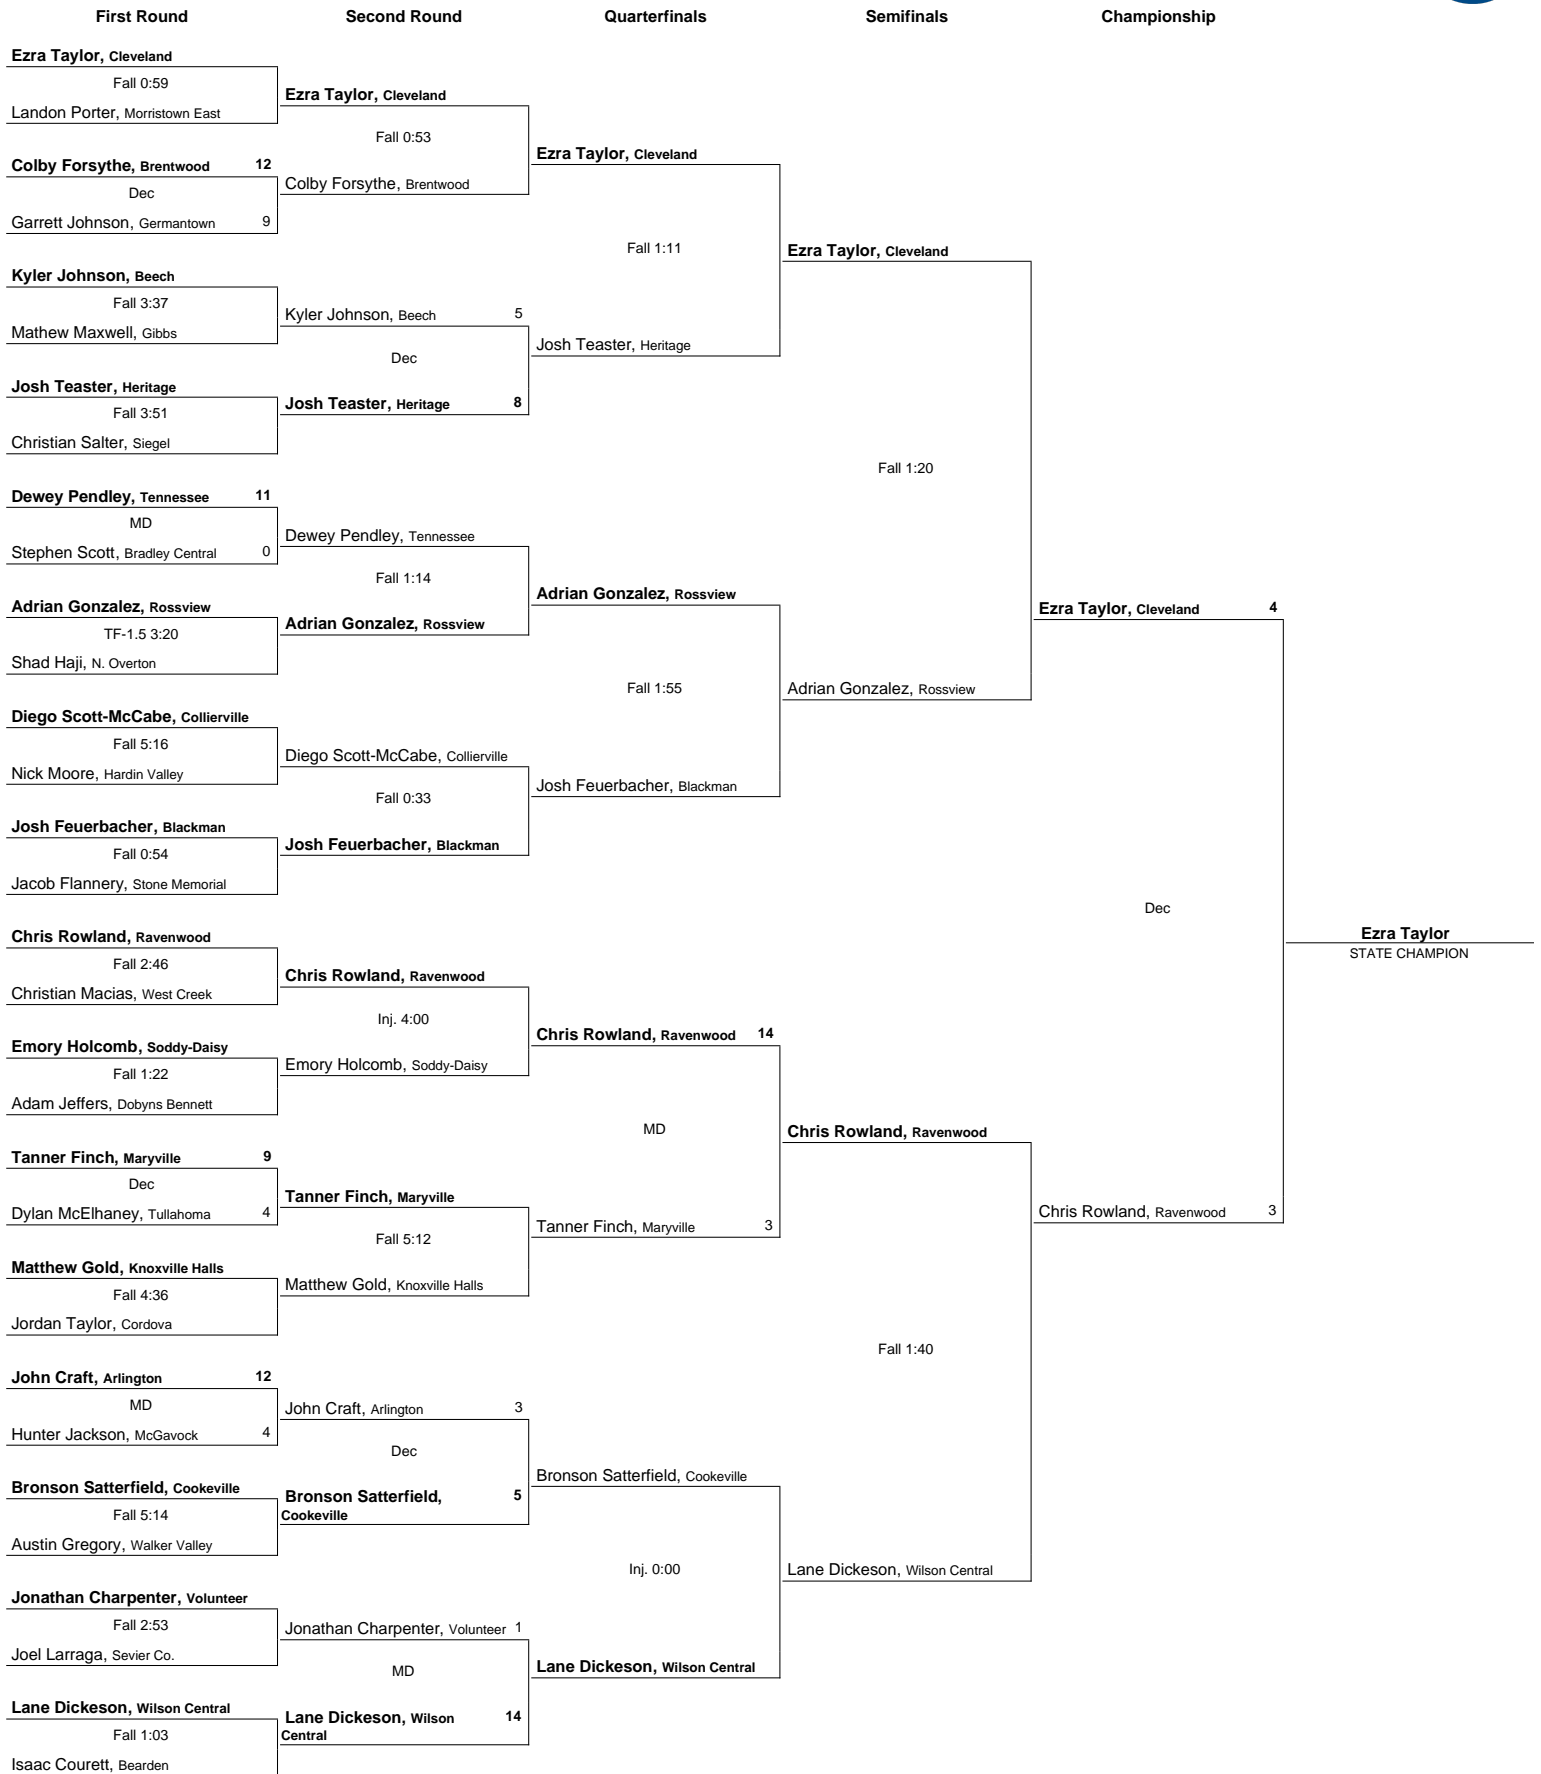 First Round
Second Round
Quarterfinals
Semifinals
Championship
Ezra Taylor, Cleveland
Fall 0:59
Landon Porter, Morristown East
Colby Forsythe, Brentwood 12
Dec
Garrett Johnson, Germantown 9
Kyler Johnson, Beech
Fall 3:37
Mathew Maxwell, Gibbs
Josh Teaster, Heritage
Fall 3:51
Christian Salter, Siegel
Dewey Pendley, Tennessee 11
MD
Stephen Scott, Bradley Central 0
Adrian Gonzalez, Rossview
TF-1.5 3:20
Shad Haji, N. Overton
Diego Scott-McCabe, Collierville
Fall 5:16
Nick Moore, Hardin Valley
Josh Feuerbacher, Blackman
Fall 0:54
Jacob Flannery, Stone Memorial
Chris Rowland, Ravenwood
Fall 2:46
Christian Macias, West Creek
Emory Holcomb, Soddy-Daisy
Fall 1:22
Adam Jeffers, Dobyns Bennett
Tanner Finch, Maryville 9
Dec
Dylan McElhaney, Tullahoma 4
Matthew Gold, Knoxville Halls
Fall 4:36
Jordan Taylor, Cordova
John Craft, Arlington 12
MD
Hunter Jackson, McGavock 4
Bronson Satterfield, Cookeville
Fall 5:14
Austin Gregory, Walker Valley
Jonathan Charpenter, Volunteer
Fall 2:53
Joel Larraga, Sevier Co.
Lane Dickeson, Wilson Central
Fall 1:03
Isaac Courett, Bearden
Ezra Taylor, Cleveland
Fall 0:53
Colby Forsythe, Brentwood
Kyler Johnson, Beech 5
Dec
Josh Teaster, Heritage 8
Dewey Pendley, Tennessee
Fall 1:14
Adrian Gonzalez, Rossview
Diego Scott-McCabe, Collierville
Fall 0:33
Josh Feuerbacher, Blackman
Chris Rowland, Ravenwood
Inj. 4:00
Emory Holcomb, Soddy-Daisy
Tanner Finch, Maryville
Fall 5:12
Matthew Gold, Knoxville Halls
John Craft, Arlington 3
Dec
Bronson Satterfield, 5
Cookeville
Jonathan Charpenter, Volunteer 1
MD
Lane Dickeson, Wilson 14
Central
Ezra Taylor, Cleveland
Fall 1:11
Josh Teaster, Heritage
Adrian Gonzalez, Rossview
Fall 1:55
Josh Feuerbacher, Blackman
Chris Rowland, Ravenwood 14
MD
Tanner Finch, Maryville 3
Bronson Satterfield, Cookeville
Inj. 0:00
Lane Dickeson, Wilson Central
Ezra Taylor, Cleveland
Fall 1:20
Adrian Gonzalez, Rossview
Chris Rowland, Ravenwood
Fall 1:40
Lane Dickeson, Wilson Central
Ezra Taylor, Cleveland 4
Dec
Chris Rowland, Ravenwood 3
Ezra Taylor
STATE CHAMPION